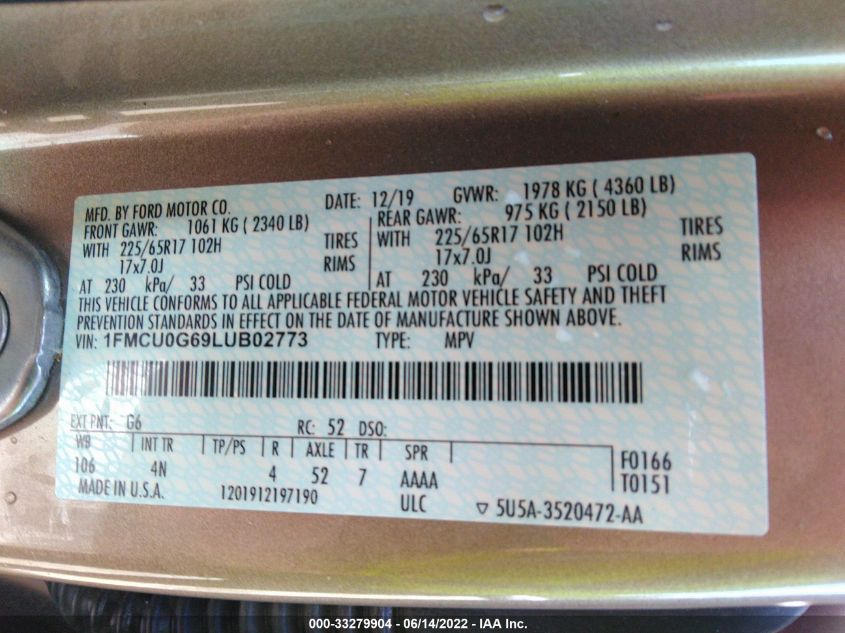 MFD. BY FORD MOTOR CO. DATE: 12/19 GVWR: 1978 KG ( 4360 LB)
FRONT GAWR: 1061 KG ( 2340 LB) REAR GAWR: 975 KG ( 2150 LB)
WITH 225/65R17 102H TIRES WITH 225/65R17 102H TIRES
17x7.0J RIMS 17x7.0J RIMS
AT 230 kPa/ 33 PSI COLD AT 230 kPa/ 33 PSI COLD
THIS VEHICLE CONFORMS TO ALL APPLICABLE FEDERAL MOTOR VEHICLE SAFETY AND THEFT
PREVENTION STANDARDS IN EFFECT ON THE DATE OF MANUFACTURE SHOWN ABOVE.
VIN: 1FMCU0G69LUB02773 TYPE: MPV
EXT PNT: G6 RC: 52 DSO:
WB INT TR TP/PS R AXLE TR SPR F0166
106 4N 4 52 7 AAAA T0151
MADE IN U.S.A. 1201912197190 ULC ▽ 5U5A-3520472-AA
000-33279904 - 06/14/2022 - IAA Inc.